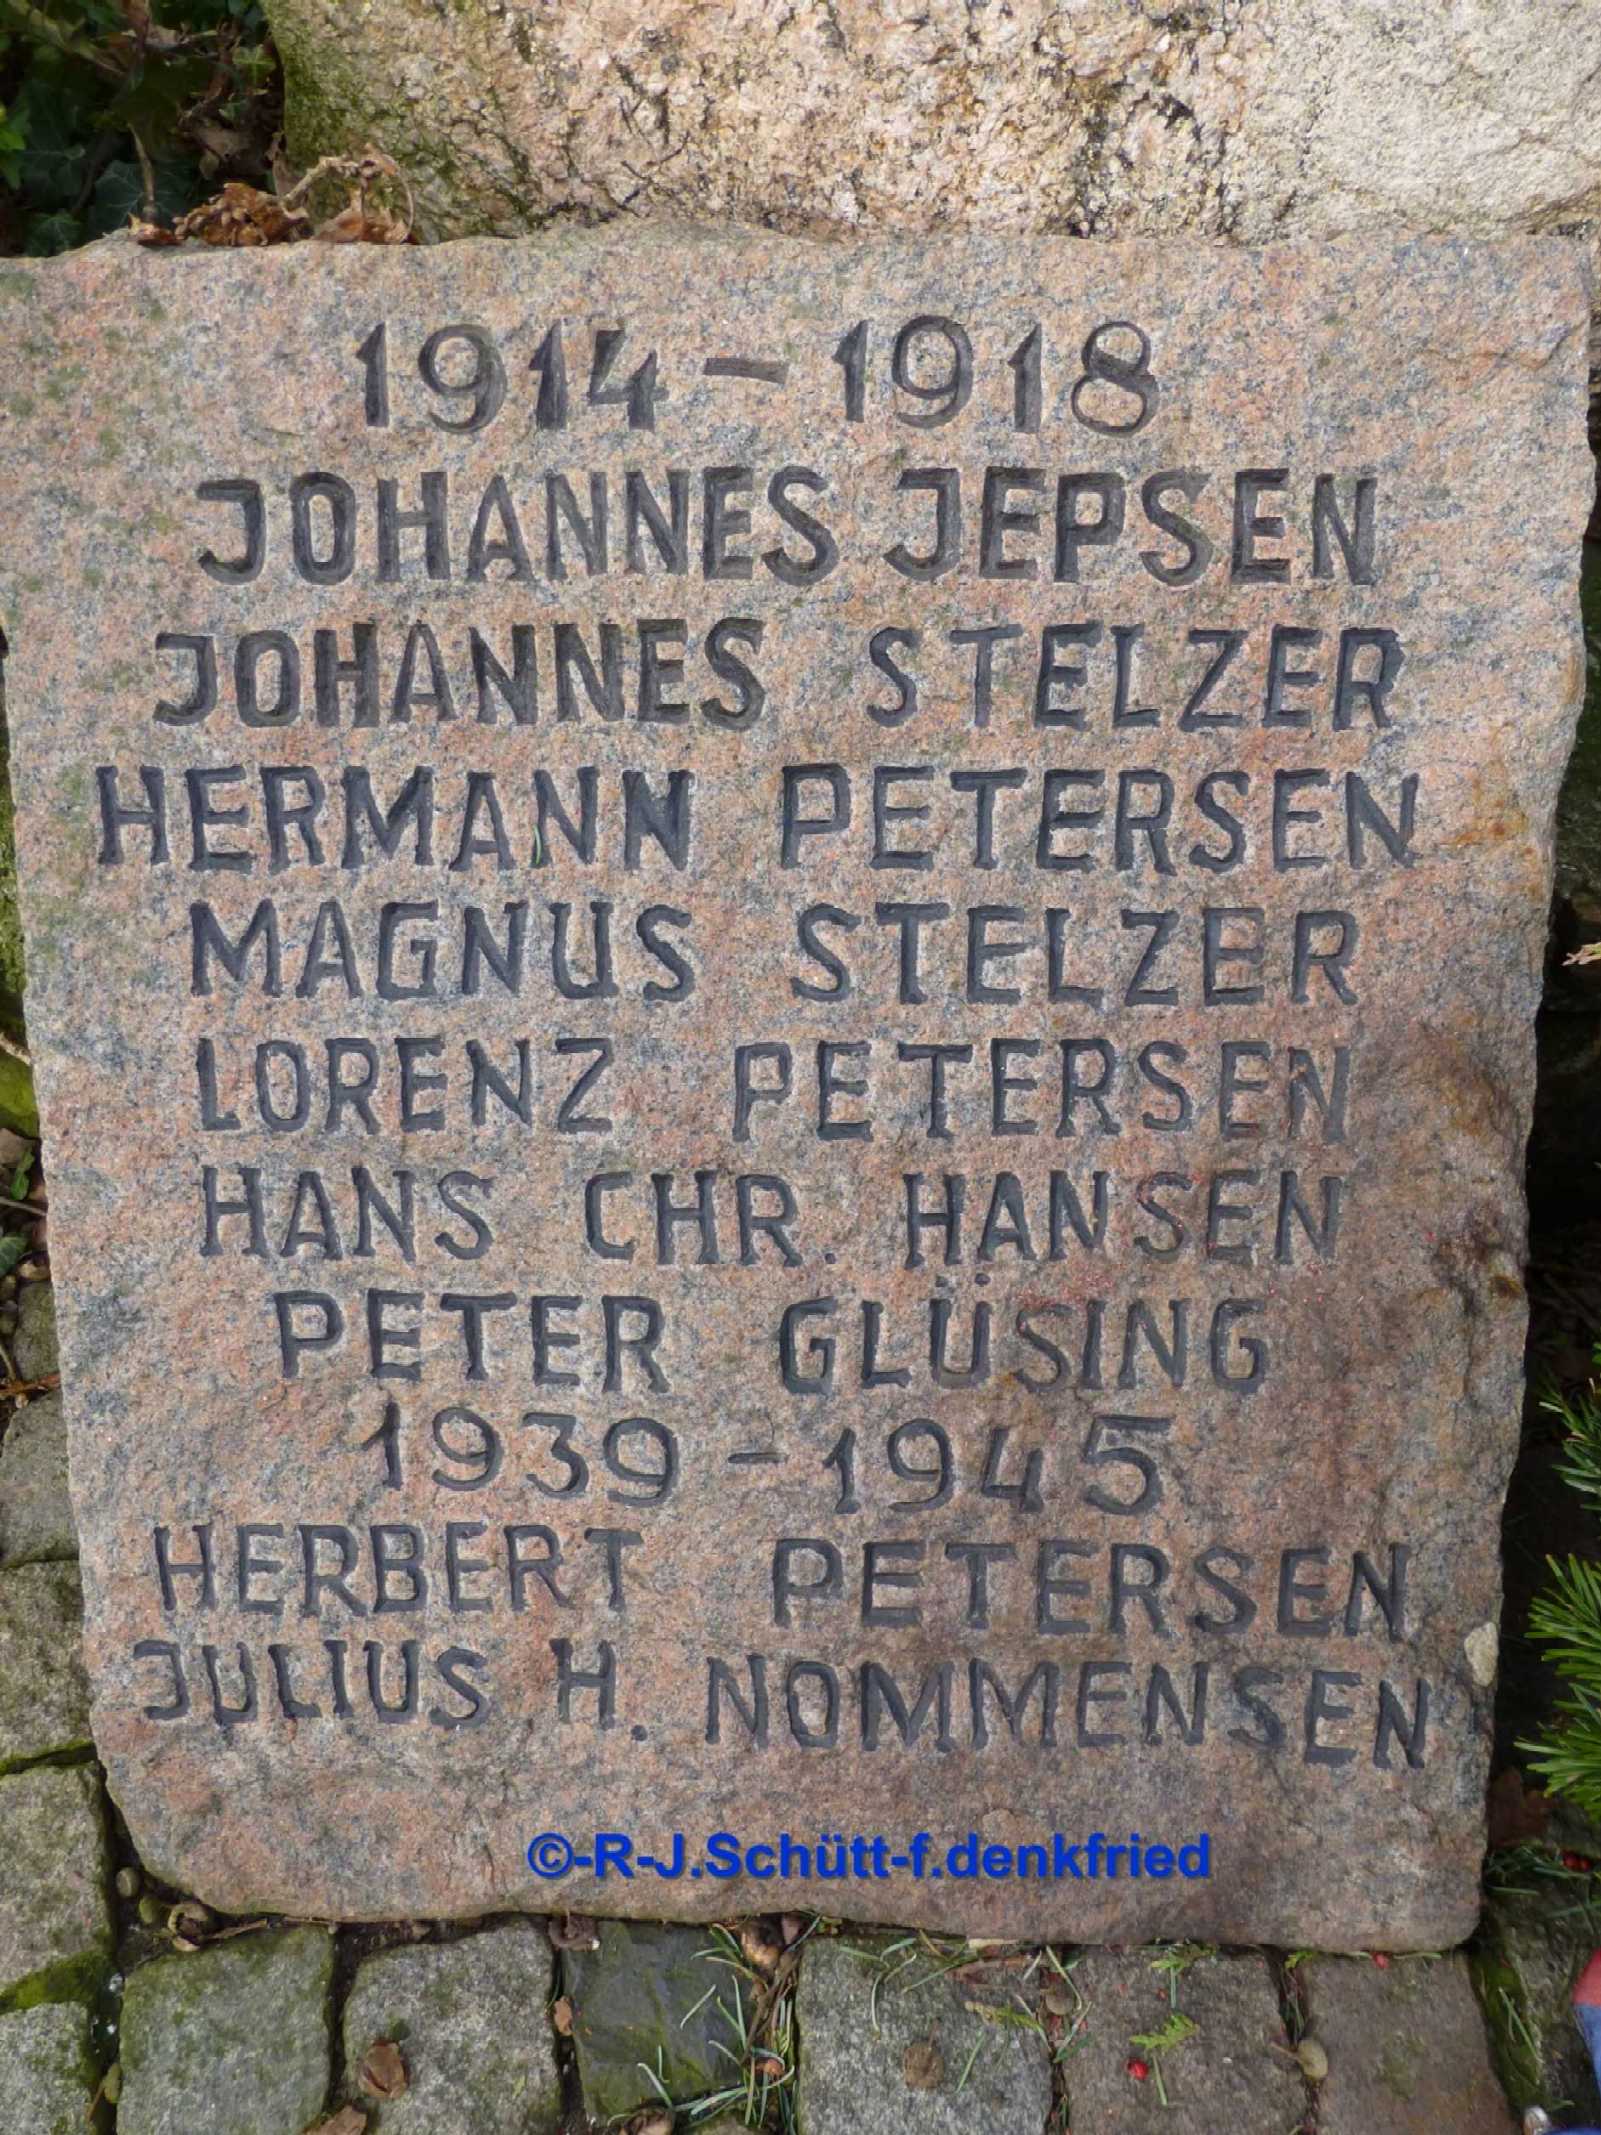 1914 - 1918
JOHANNES JEPSEN
JOHANNES STELZER
HERMANN PETERSEN
MAGNUS STELZER
LORENZ PETERSEN
HANS CHR. HANSEN
PETER GLÜSING
1939 - 1945
HERBERT PETERSEN
JULIUS H. NOMMENSEN
©-R-J.Schütt-f.denkfried